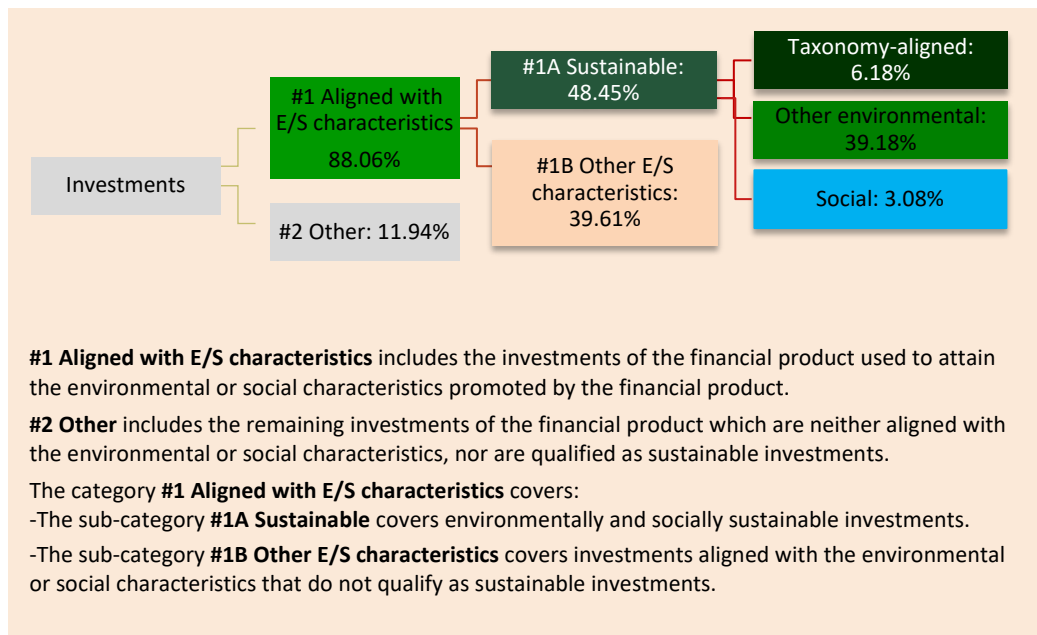 Investments
#1 Aligned with
E/S characteristics
88.06%
#2 Other: 11.94%
#1A Sustainable:
48.45%
#1B Other E/S
characteristics:
39.61%
Taxonomy-aligned:
6.18%
Other environmental:
39.18%
Social: 3.08%
#1 Aligned with E/S characteristics includes the investments of the financial product used to attain
the environmental or social characteristics promoted by the financial product.
#2 Other includes the remaining investments of the financial product which are neither aligned with
the environmental or social characteristics, nor are qualified as sustainable investments.
The category #1 Aligned with E/S characteristics covers:
-The sub-category #1A Sustainable covers environmentally and socially sustainable investments.
-The sub-category #1B Other E/S characteristics covers investments aligned with the environmental
or social characteristics that do not qualify as sustainable investments.